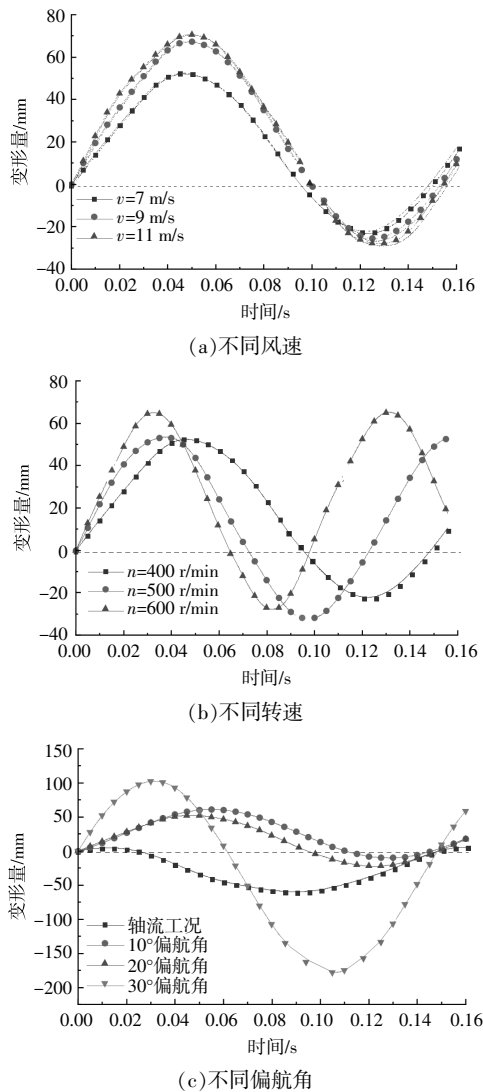 80
60
40
20
0
−20
−40
变形量/mm
v=7 m/s
v=9 m/s
v=11 m/s
0.00 0.02 0.04 0.06 0.08 0.10 0.12 0.14 0.16
时间/s
(a)不同风速
80
60
40
20
0
−20
−40
变形量/mm
n=400 r/min
n=500 r/min
n=600 r/min
0.00 0.02 0.04 0.06 0.08 0.10 0.12 0.14 0.16
时间/s
(b)不同转速
150
100
50
0
−50
−100
−150
−200
变形量/mm
轴流工况
10°偏航角
20°偏航角
30°偏航角
0.00 0.02 0.04 0.06 0.08 0.10 0.12 0.14 0.16
时间/s
(c)不同偏航角